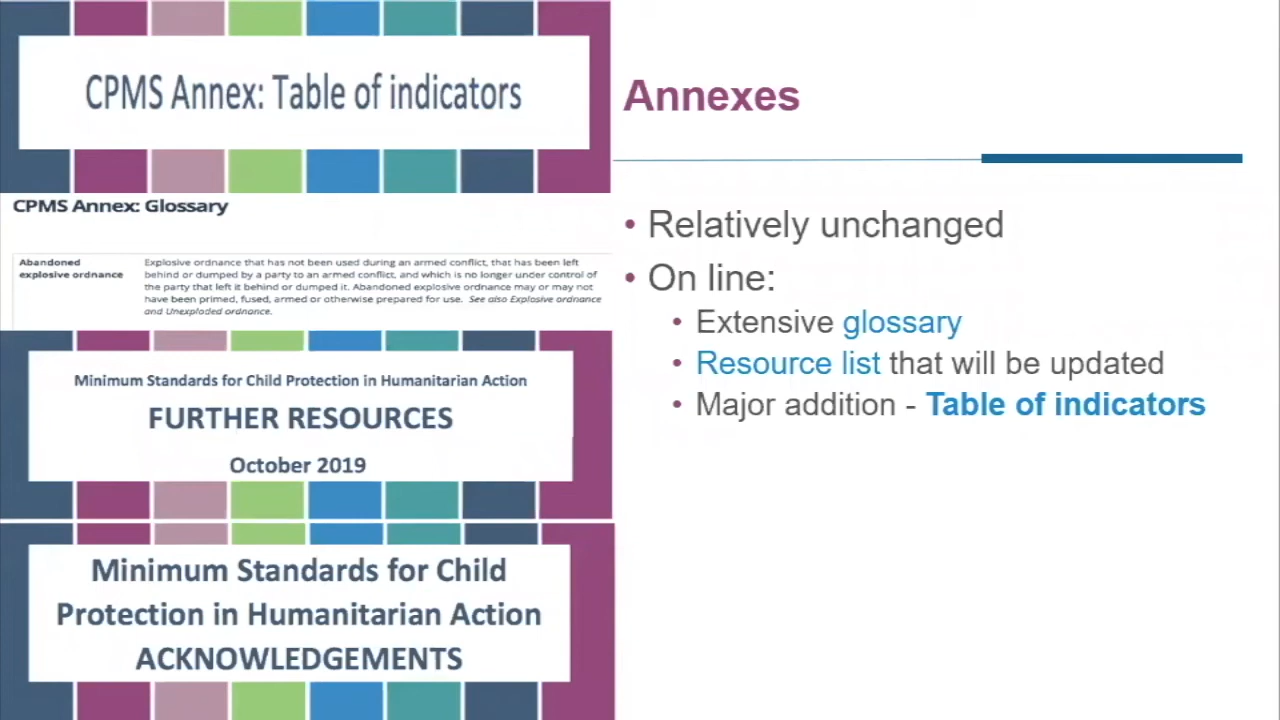 CPMS Annex: Table of indicators
CPMS Annex: Glossary
Abandoned
explosive ordnance
Explosive ordnance that has not been used during an armed conflict, that has been left
behind or dumped by a party to an armed conflict, and which is no longer under control of
the party that left it behind or dumped it. Abandoned explosive ordnance may or may not
have been primed, fused, armed or otherwise prepared for use. See also Explosive ordnance
and Unexploded ordnance.
Minimum Standards for Child Protection in Humanitarian Action
FURTHER RESOURCES
October 2019
Minimum Standards for Child
Protection in Humanitarian Action
ACKNOWLEDGEMENTS
Annexes
• Relatively unchanged
• On line:
• Extensive glossary
• Resource list that will be updated
• Major addition - Table of indicators